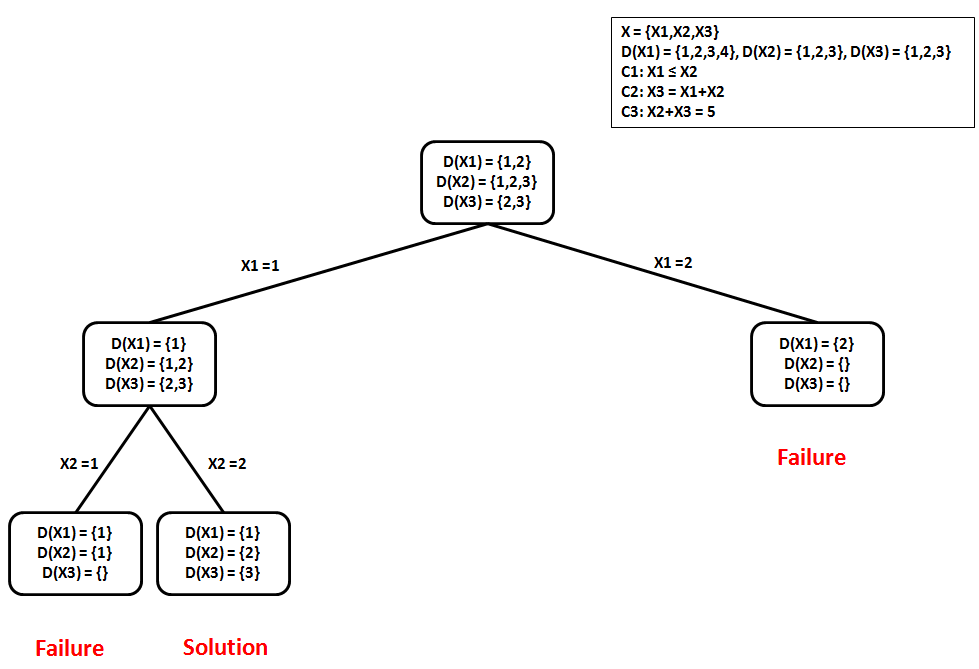 X = {X1,X2,X3}
D(X1) = {1,2,3,4}, D(X2) = {1,2,3}, D(X3) = {1,2,3}
C1: X1 ≤ X2
C2: X3 = X1+X2
C3: X2+X3 = 5
D(X1) = {1,2}
D(X2) = {1,2,3}
D(X3) = {2,3}
X1 =1
X1 =2
D(X1) = {1}
D(X2) = {1,2}
D(X3) = {2,3}
D(X1) = {2}
D(X2) = {}
D(X3) = {}
Failure
X2 =1
X2 =2
D(X1) = {1}
D(X2) = {1}
D(X3) = {}
D(X1) = {1}
D(X2) = {2}
D(X3) = {3}
Failure
Solution